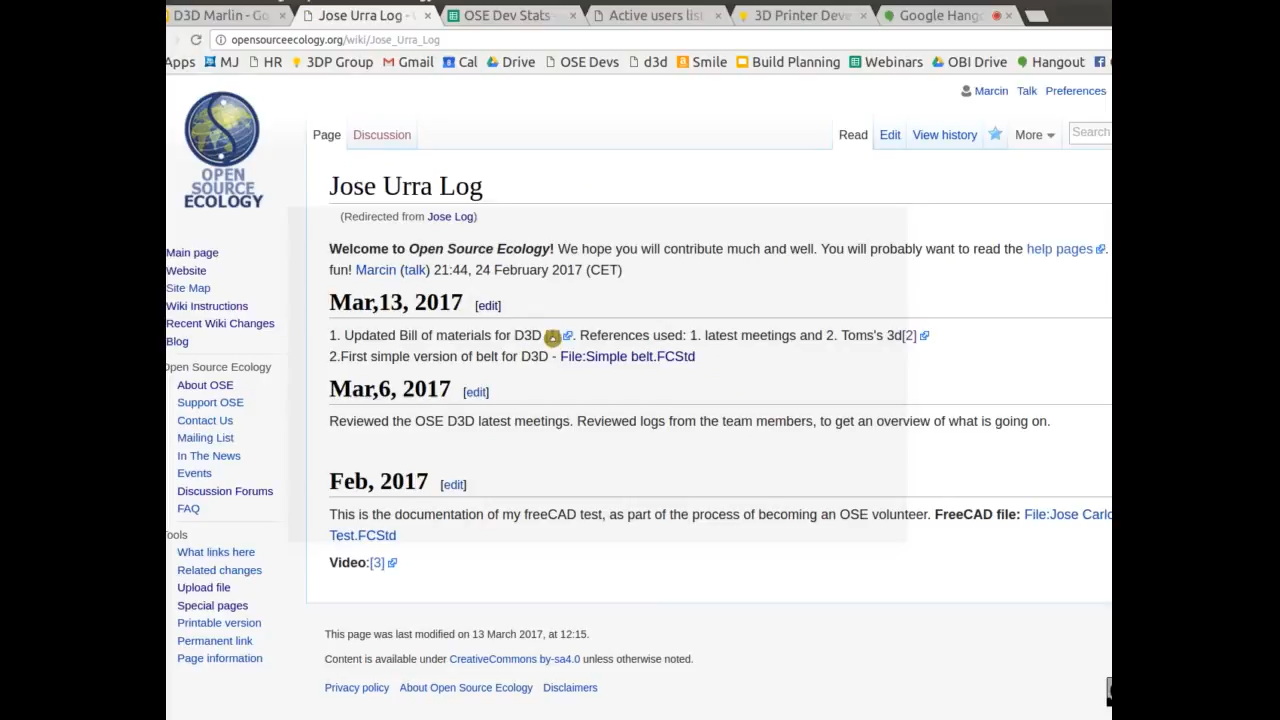 D3D Marlin - Go
Jose Urra Log -
OSE Dev Stats
Active users lis
3D Printer Deve
Google Hang
opensourceecology.org/wiki/Jose_Urra_Log
Apps MJ HR 3DP Group Gmail Cal Drive OSE Devs d3d Smile Build Planning Webinars OBI Drive Hangout
Marcin Talk Preferences
Page Discussion Read Edit View history More Search
OPEN
SOURCE
ECOLOGY
Jose Urra Log
(Redirected from Jose Log)
Main page
Website
Site Map
Wiki Instructions
Recent Wiki Changes
Blog
Open Source Ecology
About OSE
Support OSE
Contact Us
Mailing List
In The News
Events
Discussion Forums
FAQ
Tools
What links here
Related changes
Upload file
Special pages
Printable version
Permanent link
Page information
Welcome to Open Source Ecology! We hope you will contribute much and well. You will probably want to read the help pages.
fun! Marcin (talk) 21:44, 24 February 2017 (CET)
Mar,13, 2017 [edit]
1. Updated Bill of materials for D3D . References used: 1. latest meetings and 2. Toms's 3d[2]
2.First simple version of belt for D3D - File:Simple belt.FCStd
Mar,6, 2017 [edit]
Reviewed the OSE D3D latest meetings. Reviewed logs from the team members, to get an overview of what is going on.
Feb, 2017 [edit]
This is the documentation of my freeCAD test, as part of the process of becoming an OSE volunteer. FreeCAD file: File:Jose Carlo
Test.FCStd
Video:[3]
This page was last modified on 13 March 2017, at 12:15.
Content is available under CreativeCommons by-sa4.0 unless otherwise noted.
Privacy policy About Open Source Ecology Disclaimers